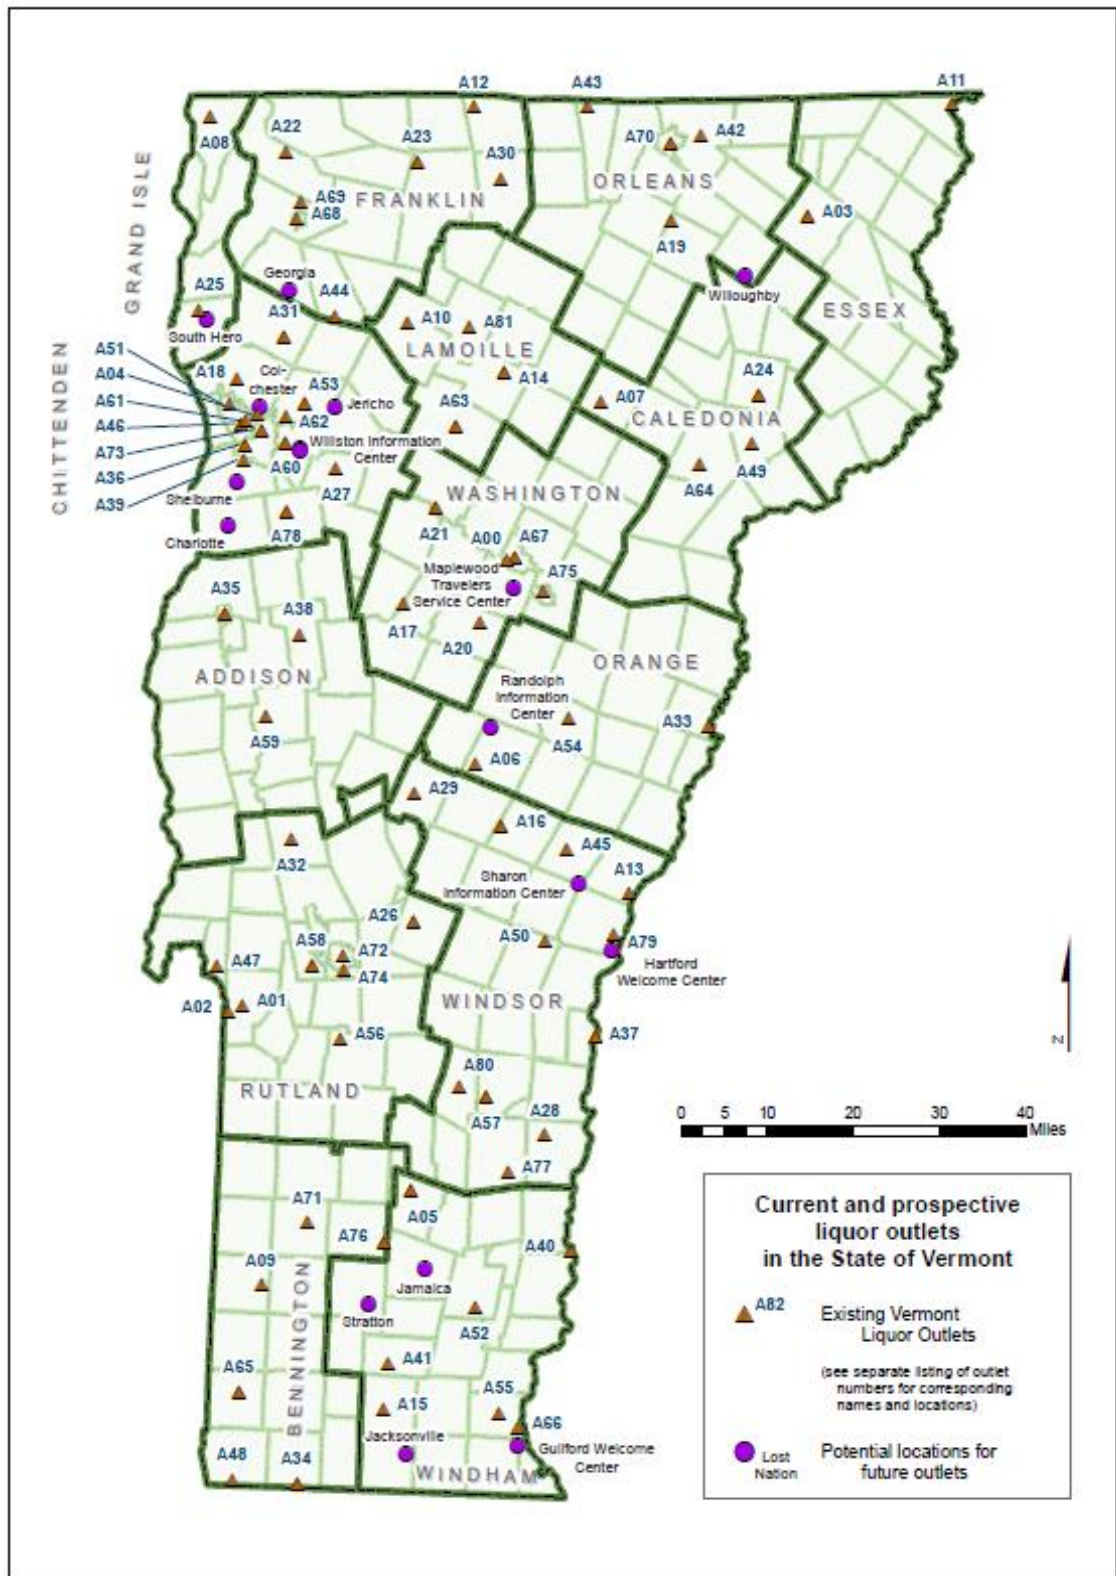 A12
A43
A11
A08
A22
A23
A70
A42
A30
ORLEANS
A69
FRANKLIN
A68
A03
GRAND ISLE
A19
Georgia
A25
A44
Willoughby
ESSEX
A31
A10
A81
South Hero
LAMOILLE
A51
A04
A18
Col-
chester
A53
A14
A24
A61
Jericho
A63
A07
CALEDONIA
A46
A62
CHITTENDEN
A73
Williston Information
Center
A36
A60
A49
A39
A27
WASHINGTON
A64
Shelburne
A21
A00
A67
Charlotte
A78
Maplewood
Travelers
Service Center
A75
A35
A38
A17
A20
ORANGE
ADDISON
Randolph
Information
Center
A33
A59
A54
A06
A29
A16
A45
A32
Sharon
Information Center
A13
A26
A58
A72
A50
A79
A47
A74
Hartford
Welcome Center
A02
A01
WINDSOR
A56
A37
N
RUTLAND
A80
A57
A28
0 5 10 20 30 40
Miles
A77
A71
A05
A76
A40
A09
Jamaica
BENNINGTON
Stratton
A52
A41
A65
A55
A15
A66
Jacksonville
Guilford Welcome
Center
A48
A34
WINDHAM
Current and prospective
liquor outlets
in the State of Vermont
A82
Existing Vermont
Liquor Outlets
(see separate listing of outlet
numbers for corresponding
names and locations)
Lost
Nation
Potential locations for
future outlets